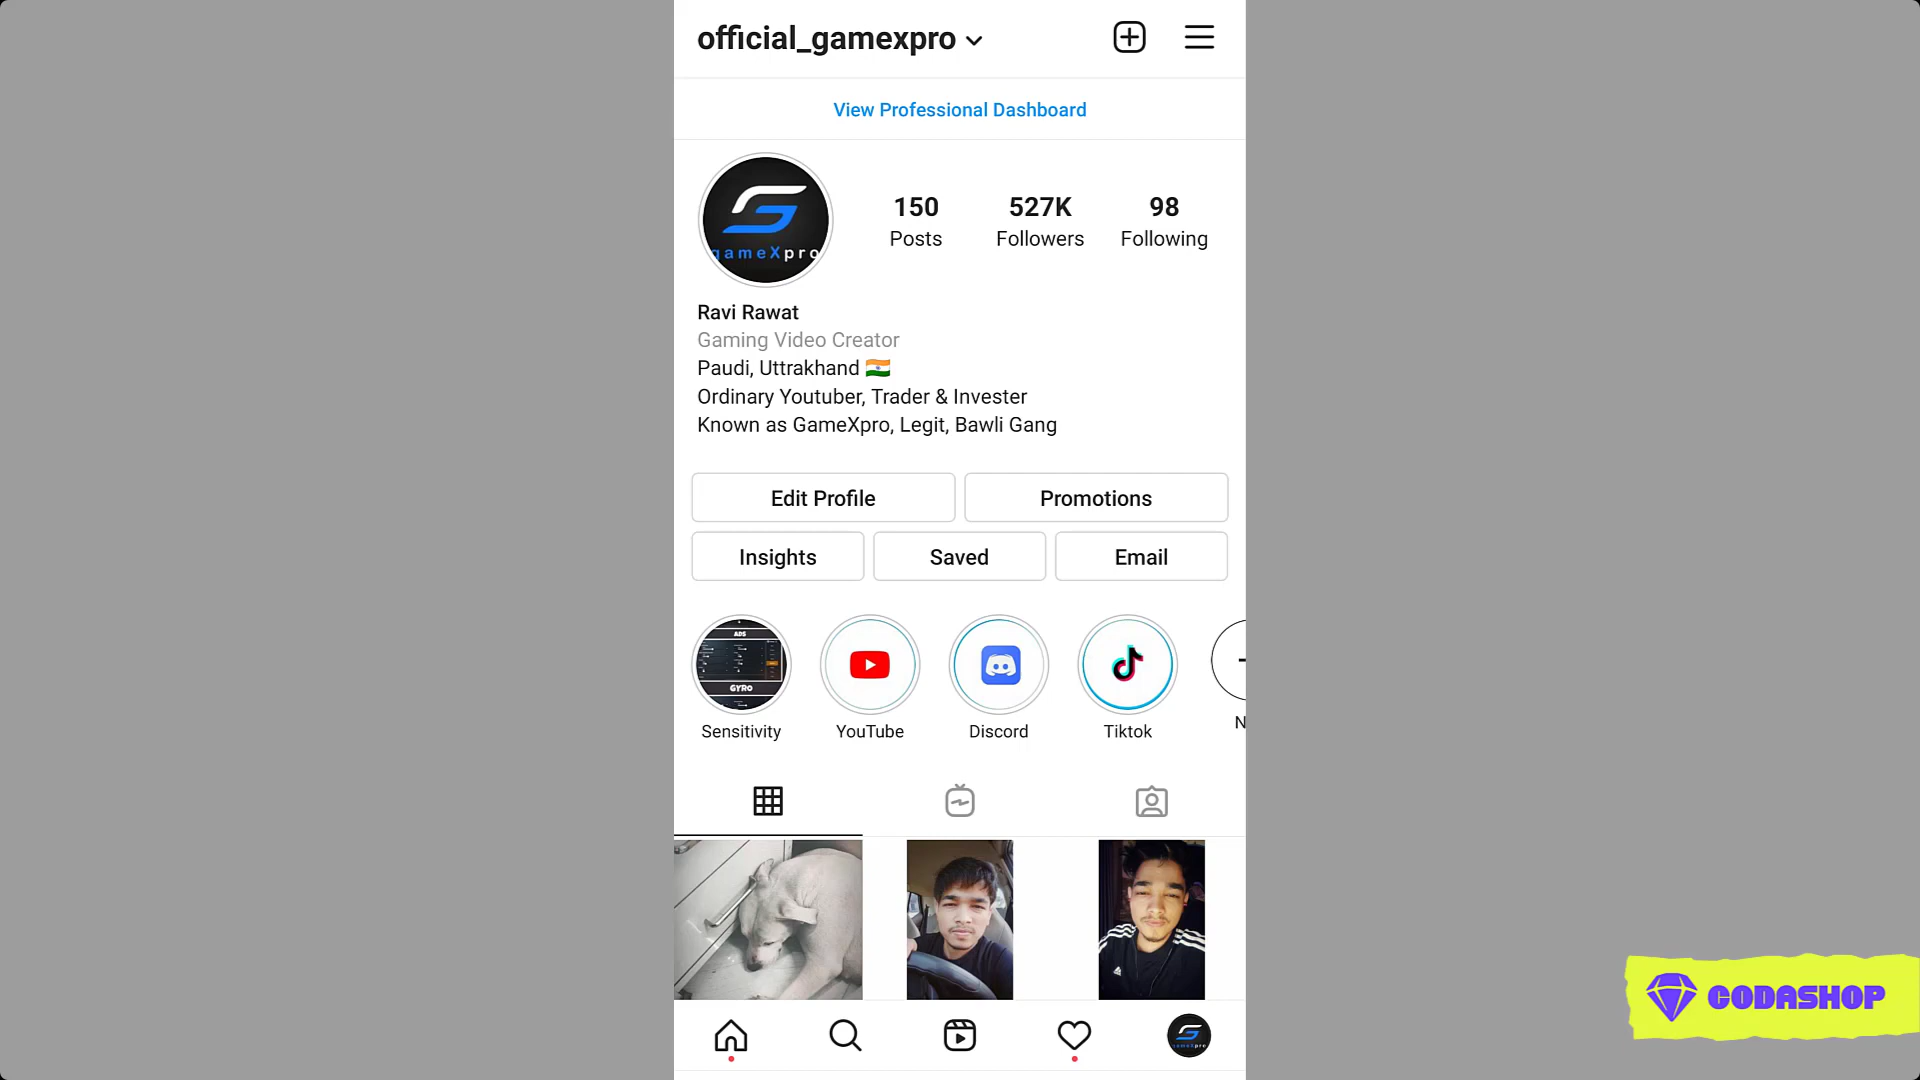 official_gamexpro
View Professional Dashboard
gameXpro
150
Posts
527K
Followers
98
Following
Ravi Rawat
Gaming Video Creator
Paudi, Uttrakhand 🇮🇳
Ordinary Youtuber, Trader & Invester
Known as GameXpro, Legit, Bawli Gang
Edit Profile
Promotions
Insights
Saved
Email
ADS
GYRO
Sensitivity
YouTube
Discord
Tiktok
N
CODASHOP